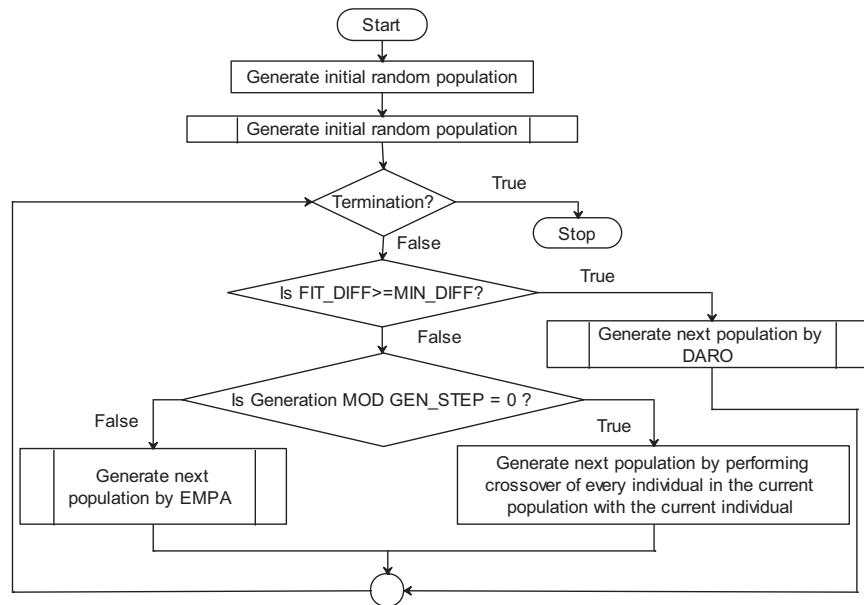 Start
Generate initial random population
Generate initial random population
Termination?
True
Stop
False
Is FIT_DIFF>=MIN_DIFF?
True
Generate next population by
DARO
False
Is Generation MOD GEN_STEP = 0 ?
False
True
Generate next
population by EMPA
Generate next population by performing
crossover of every individual in the current
population with the current individual